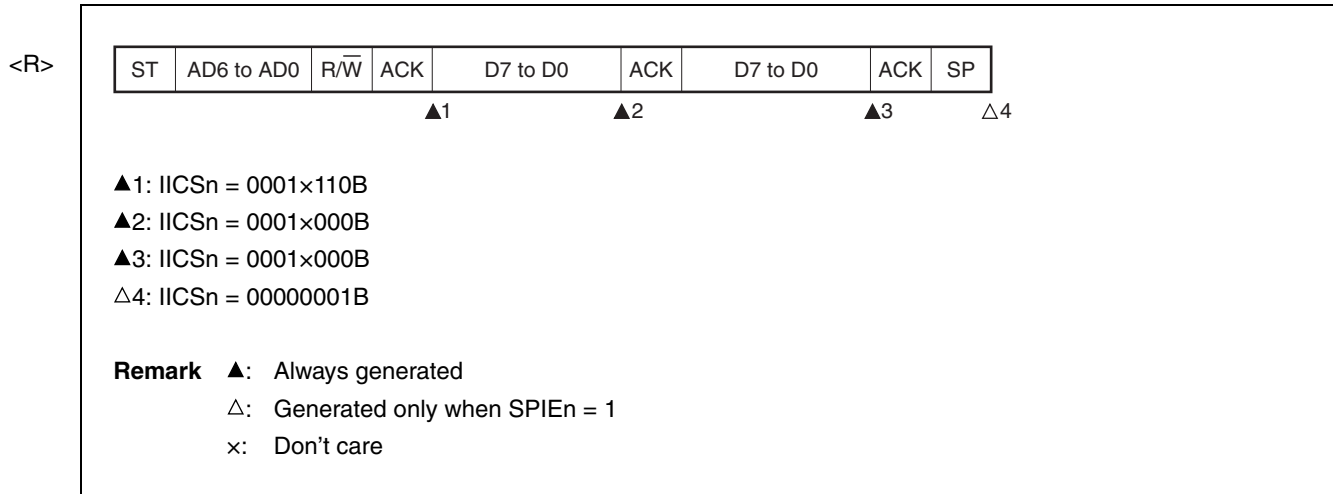 <R>
ST AD6 to AD0 R/W̅ ACK D7 to D0 ACK D7 to D0 ACK SP
▲1 ▲2 ▲3 △4
▲1: IICSn = 0001×110B
▲2: IICSn = 0001×000B
▲3: IICSn = 0001×000B
△4: IICSn = 00000001B
Remark ▲: Always generated
△: Generated only when SPIEn = 1
×: Don't care